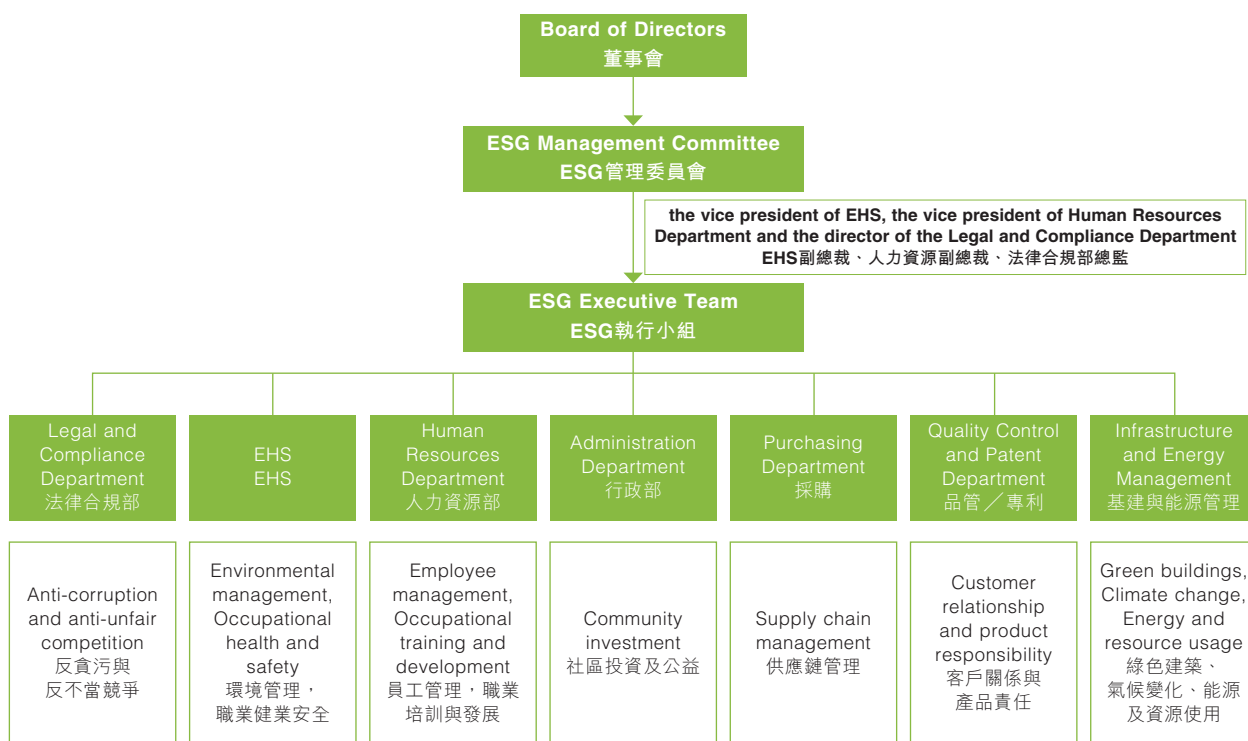 Board of Directors
董事會
ESG Management Committee
ESG管理委員會
the vice president of EHS, the vice president of Human Resources
Department and the director of the Legal and Compliance Department
EHS副總裁、人力資源副總裁、法律合規部總監
ESG Executive Team
ESG執行小組
Legal and
Compliance
Department
法律合規部
EHS
EHS
Human
Resources
Department
人力資源部
Administration
Department
行政部
Purchasing
Department
採購
Quality Control
and Patent
Department
品管／專利
Infrastructure
and Energy
Management
基建與能源管理
Anti-corruption
and anti-unfair
competition
反貪污與
反不當競爭
Environmental
management,
Occupational
health and
safety
環境管理，
職業健業安全
Employee
management,
Occupational
training and
development
員工管理，職業
培訓與發展
Community
investment
社區投資及公益
Supply chain
management
供應鏈管理
Customer
relationship
and product
responsibility
客戶關係與
產品責任
Green buildings,
Climate change,
Energy and
resource usage
綠色建築、
氣候變化、能源
及資源使用